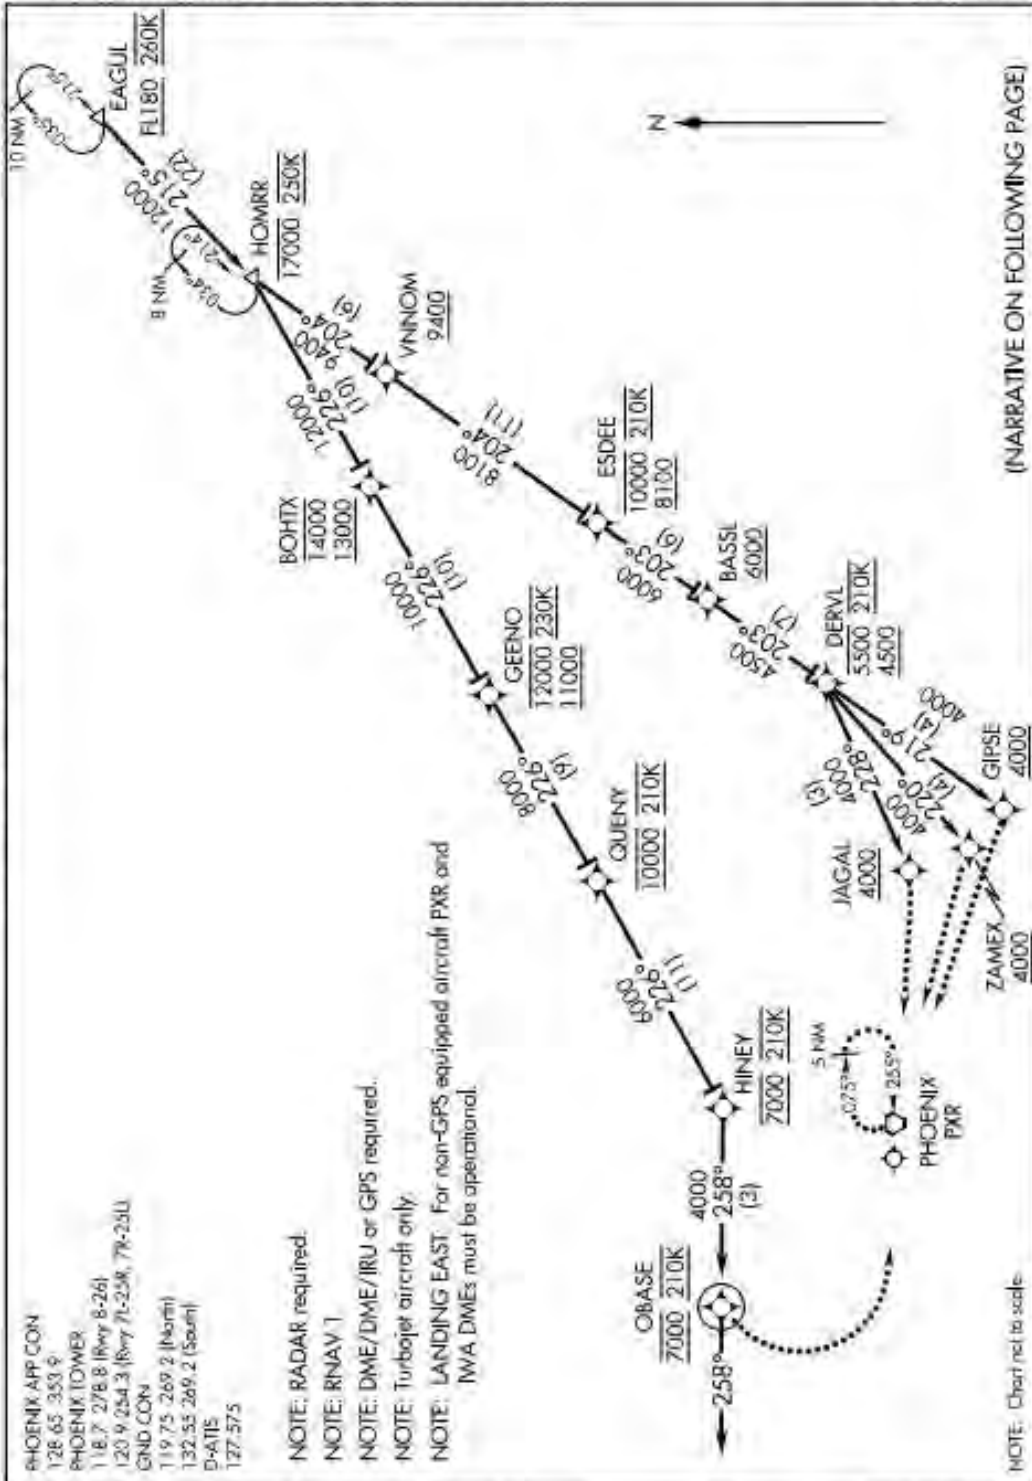 PHOENIX APP CON
128.65 353.9
PHOENIX TOWER
118.7 278.8 (Rwy 8-26)
120.9 254.3 (Rwy 7L-25R, 7R-25L)
GND CON
119.75 269.2 (North)
132.55 269.2 (South)
D-ATIS
127.575
NOTE: RADAR required.
NOTE: RNAV 1.
NOTE: DME/DME/IRU or GPS required.
NOTE: Turbojet aircraft only.
NOTE: LANDING EAST: For non-GPS equipped aircraft PXR and
IWA DMEs must be operational.
10 NM
035°
215°
EAGUL
FL180 260K
12000
215°
(22)
8 NM
034°
214°
HOMRR
17000 250K
12000
226°
(10)
9400
204°
(6)
VNNOM
9400
BOHTX
14000
13000
8100
204°
(11)
10000
226°
(10)
ESDEE
10000 210K
8100
GEENO
12000 230K
11000
6000
203°
(6)
BASSL
6000
8000
226°
(9)
4500
203°
(7)
DERVL
5500 210K
4500
QUENY
10000 210K
(3)
4000
228°
4000
220°
(4)
219°
(4)
4000
JAGAL
4000
GIPSE
4000
ZAMEX
4000
6000
226°
(11)
HINEY
7000 210K
5 NM
075°
255°
PHOENIX
PXR
4000
258°
(3)
OBASE
7000 210K
258°
N
(NARRATIVE ON FOLLOWING PAGE)
NOTE: Chart not to scale.